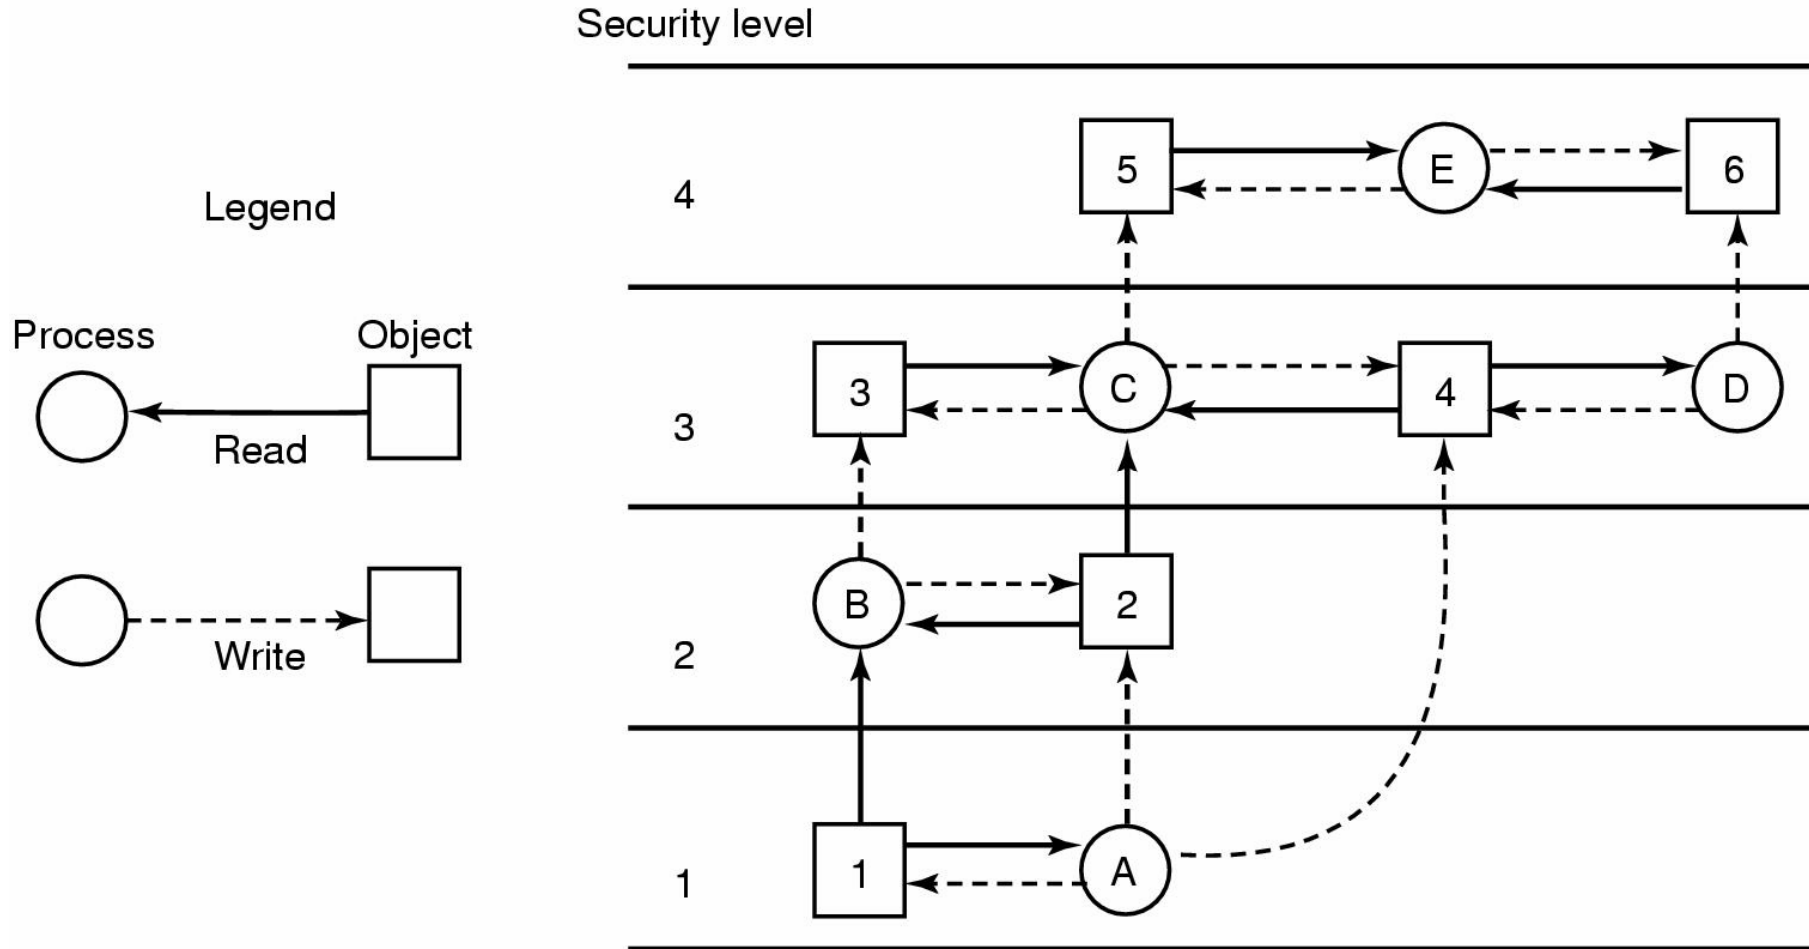 Security level
Legend
Process Object
Read
Write
4
5 E 6
3
3 C 4 D
2
B 2
1
1 A